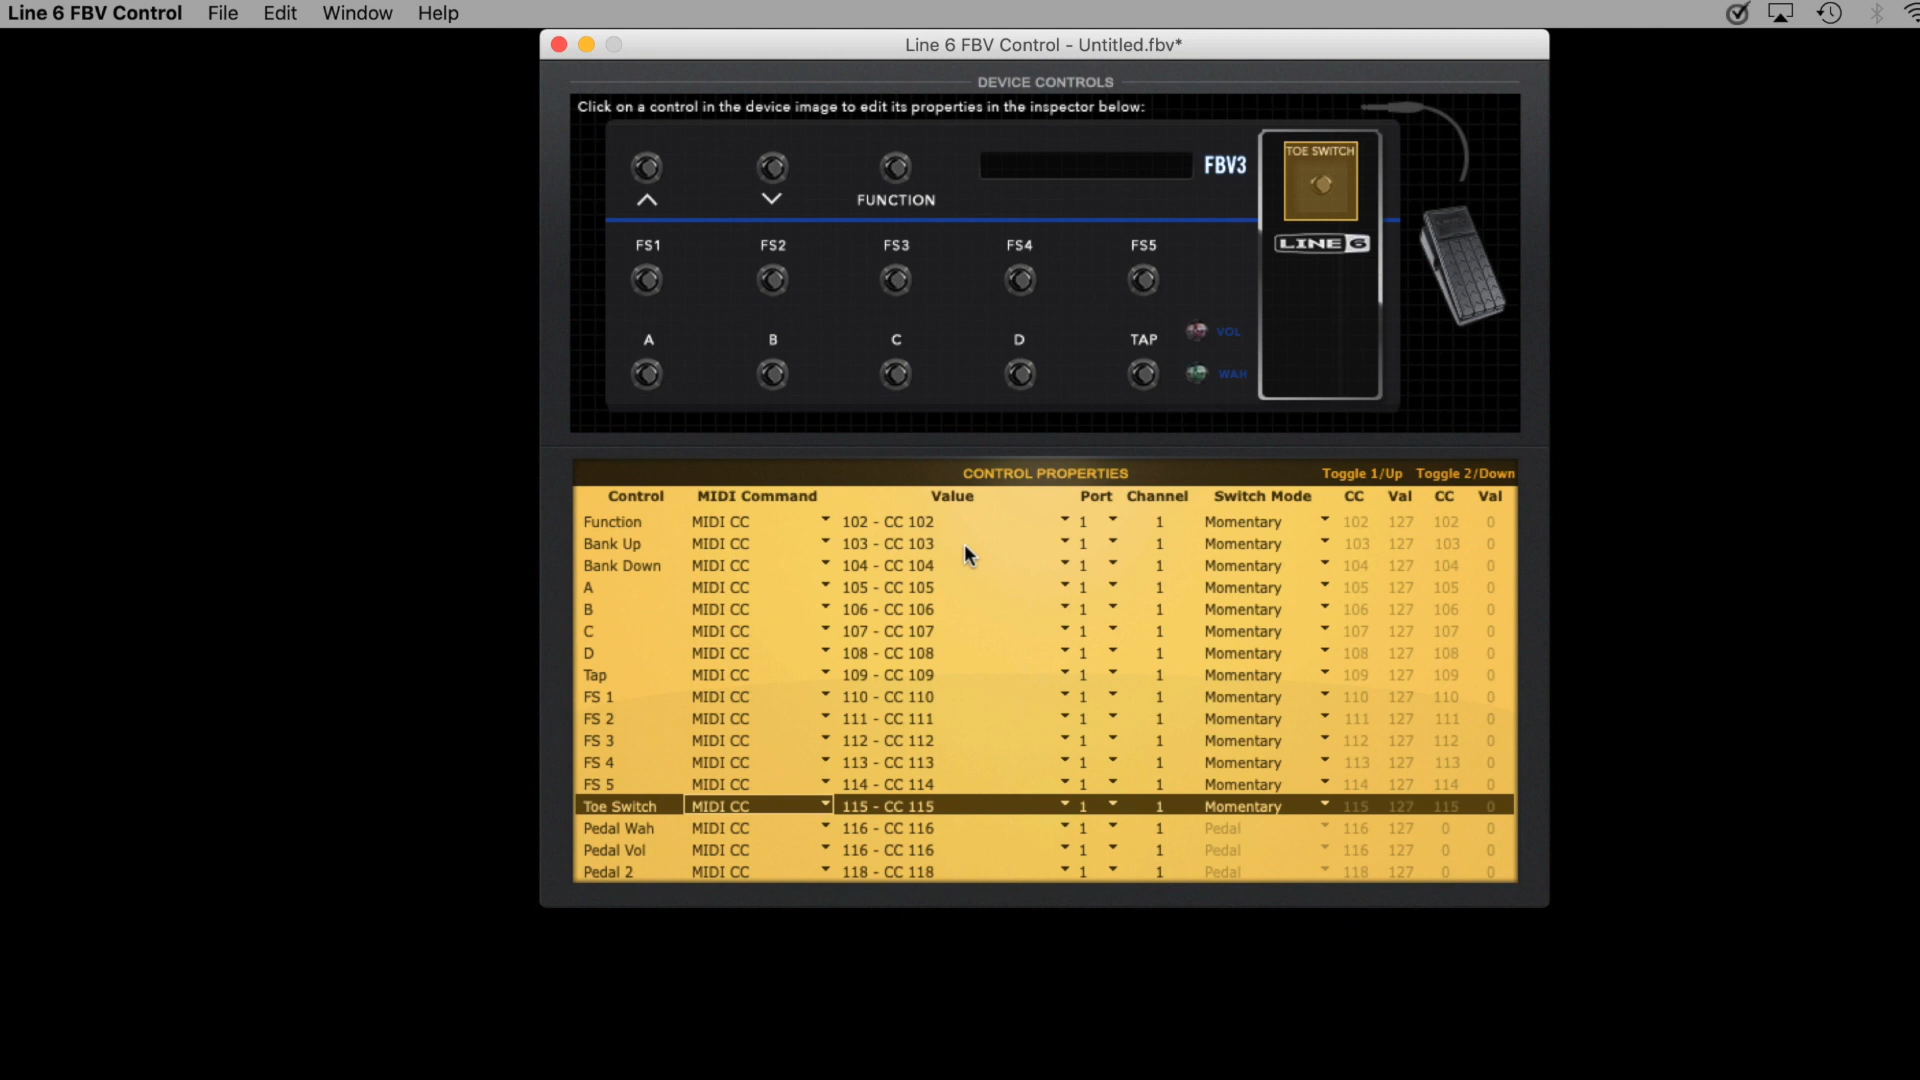 Line 6 FBV Control File Edit Window Help
Line 6 FBV Control - Untitled.fbv*
DEVICE CONTROLS
Click on a control in the device image to edit its properties in the inspector below:
TOE SWITCH
FBV3
FUNCTION
LINE 6
FS1 FS2 FS3 FS4 FS5
VOL
A B C D TAP
WAH
CONTROL PROPERTIES Toggle 1/Up Toggle 2/Down
Control MIDI Command Value Port Channel Switch Mode CC Val CC Val
Function MIDI CC 102 - CC 102 1 1 Momentary 102 127 102 0
Bank Up MIDI CC 103 - CC 103 1 1 Momentary 103 127 103 0
Bank Down MIDI CC 104 - CC 104 1 1 Momentary 104 127 104 0
A MIDI CC 105 - CC 105 1 1 Momentary 105 127 105 0
B MIDI CC 106 - CC 106 1 1 Momentary 106 127 106 0
C MIDI CC 107 - CC 107 1 1 Momentary 107 127 107 0
D MIDI CC 108 - CC 108 1 1 Momentary 108 127 108 0
Tap MIDI CC 109 - CC 109 1 1 Momentary 109 127 109 0
FS 1 MIDI CC 110 - CC 110 1 1 Momentary 110 127 110 0
FS 2 MIDI CC 111 - CC 111 1 1 Momentary 111 127 111 0
FS 3 MIDI CC 112 - CC 112 1 1 Momentary 112 127 112 0
FS 4 MIDI CC 113 - CC 113 1 1 Momentary 113 127 113 0
FS 5 MIDI CC 114 - CC 114 1 1 Momentary 114 127 114 0
Toe Switch MIDI CC 115 - CC 115 1 1 Momentary 115 127 115 0
Pedal Wah MIDI CC 116 - CC 116 1 1 Pedal 116 127 0 0
Pedal Vol MIDI CC 116 - CC 116 1 1 Pedal 116 127 0 0
Pedal 2 MIDI CC 118 - CC 118 1 1 Pedal 118 127 0 0